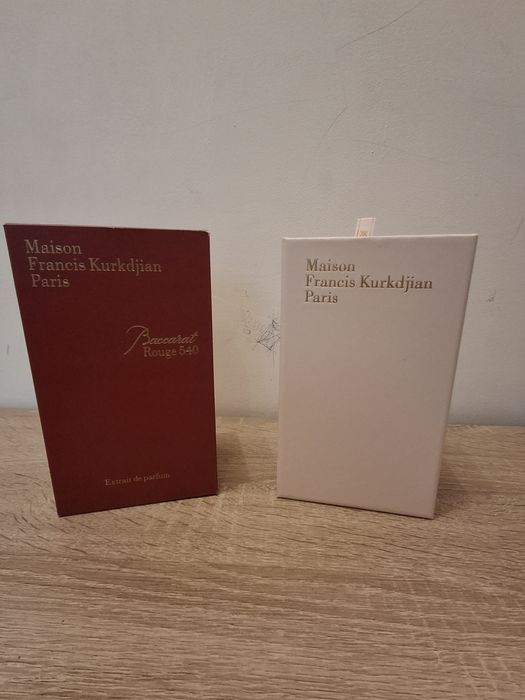 Maison
Francis Kurkdjian
Paris
Baccarat
Rouge 540
Extrait de parfum
Maison
Francis Kurkdjian
Paris